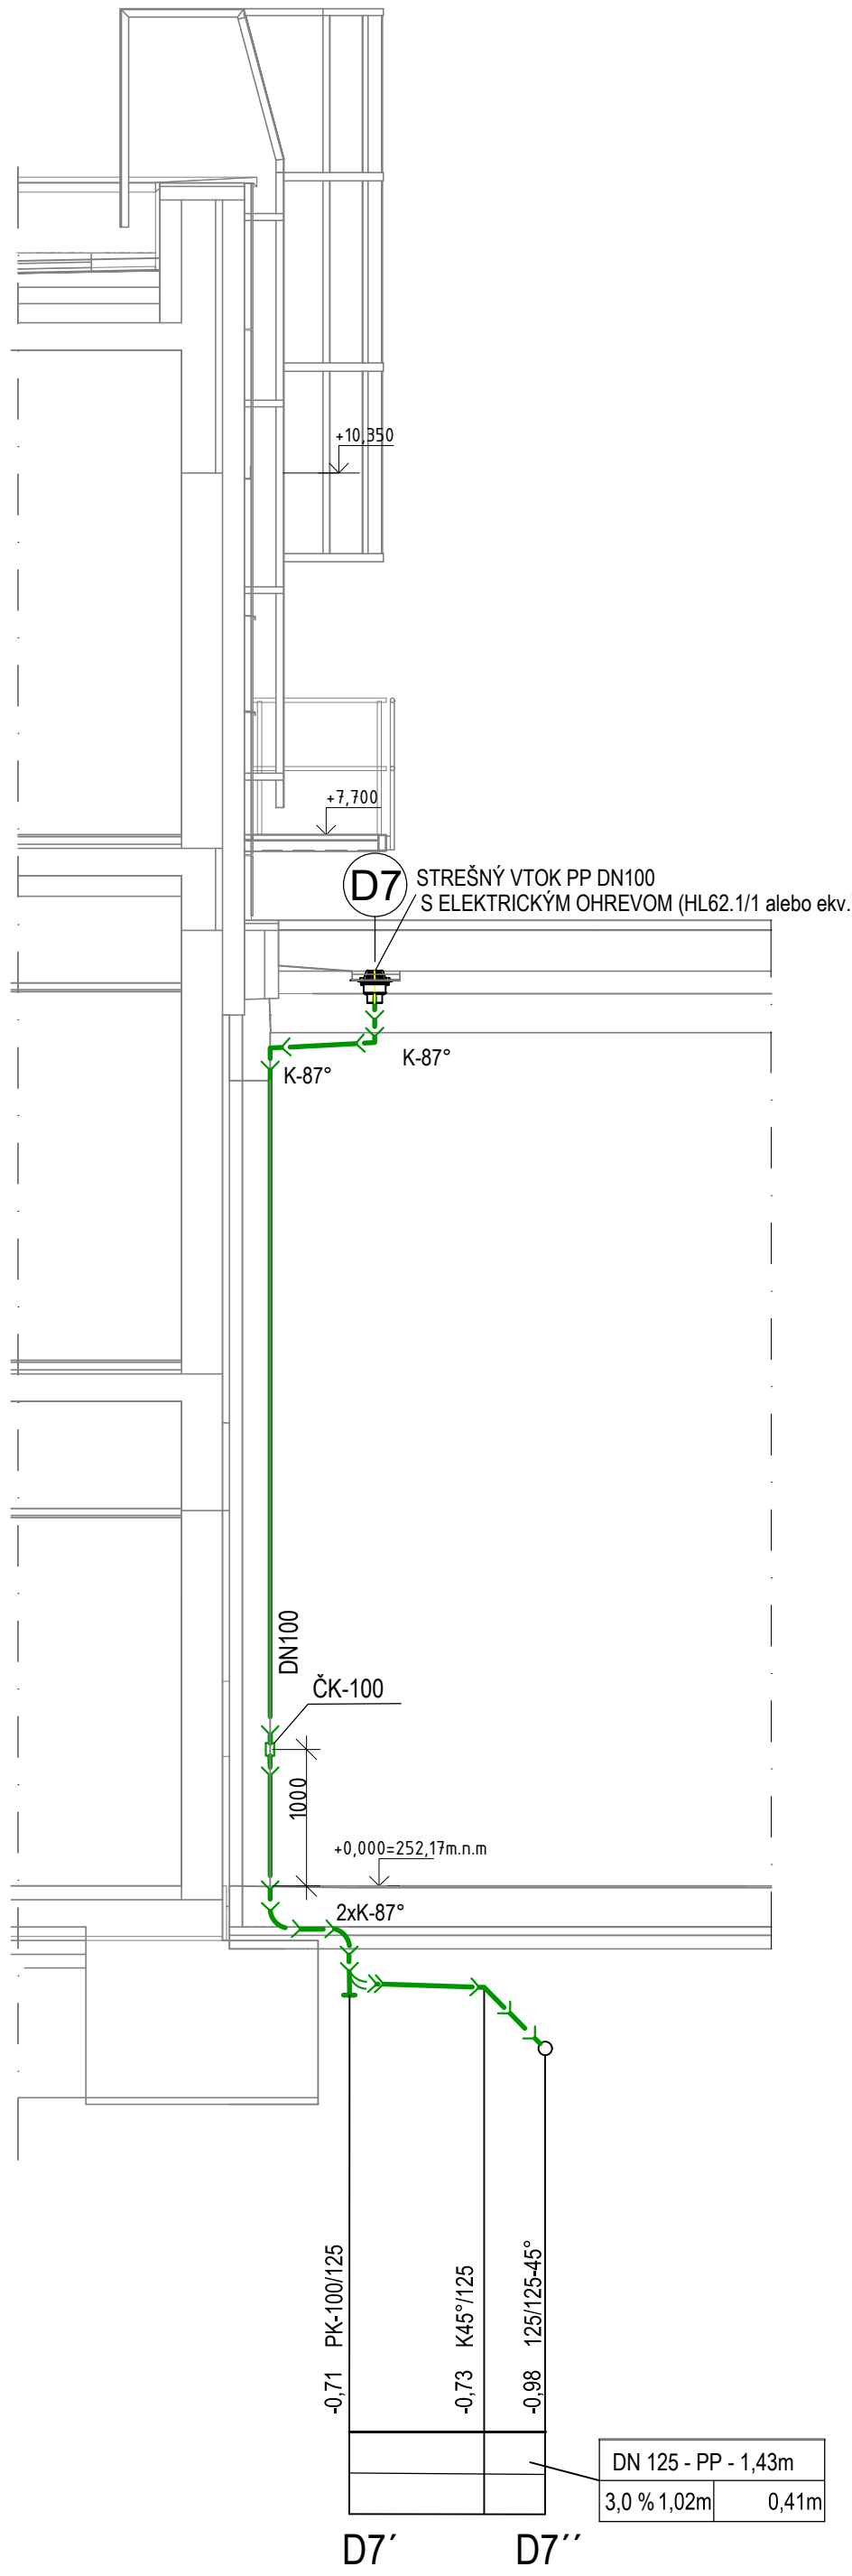 +10,350
+7,700
D7
STREŠNÝ VTOK PP DN100
S ELEKTRICKÝM OHREVOM (HL62.1/1 alebo ekv.
K-87°
K-87°
DN100
ČK-100
1000
+0,000=252,17m.n.m
2xK-87°
-0,71 PK-100/125
-0,73 K45°/125
-0,98 125/125-45°
DN 125 - PP - 1,43m
3,0 % 1,02m 0,41m
D7´ D7´´